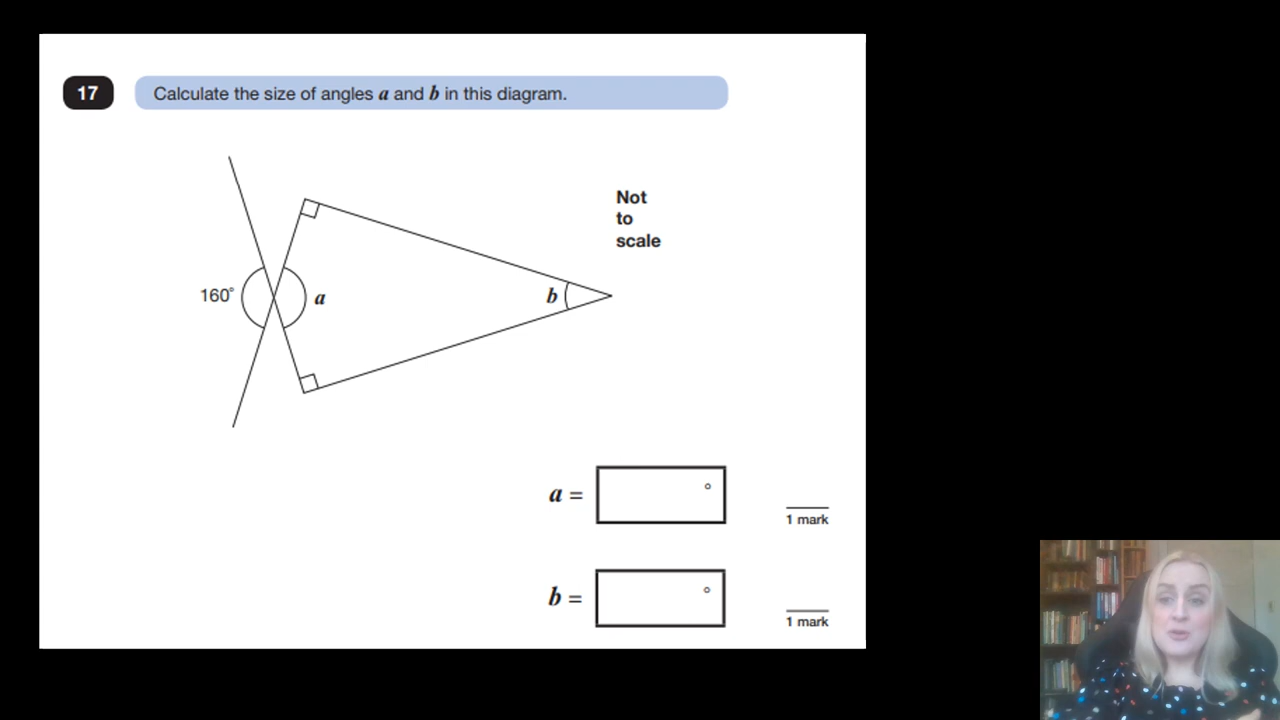 17
Calculate the size of angles a and b in this diagram.
Not
to
scale
160°
a
b
a =
°
1 mark
b =
°
1 mark